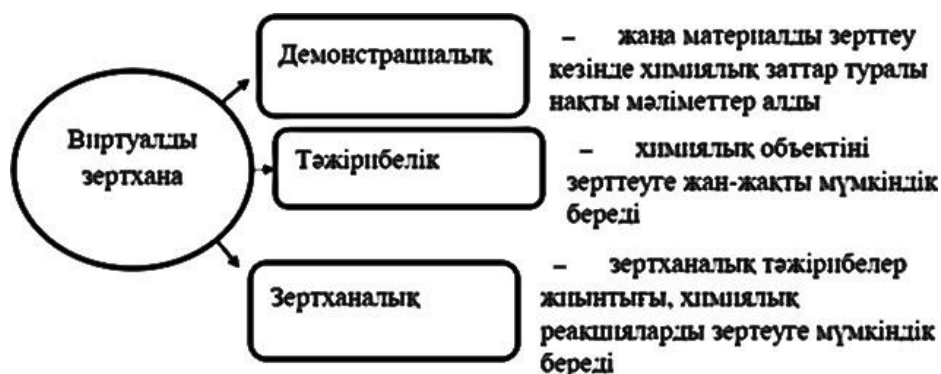 Виртуалды
зертхана
Демонстрациалық
– жаңа материалды зерттеу
кезінде химиялық заттар туралы
нақты мәліметтер алды
Тәжірибелік
– химиялық объектіні
зерттеуге жан-жақты мүмкіндік
береді
Зертханалық
– зертханалық тәжірибелер
жиынтығы, химиялық
реакцияларды зертеуге мүмкіндік
береді